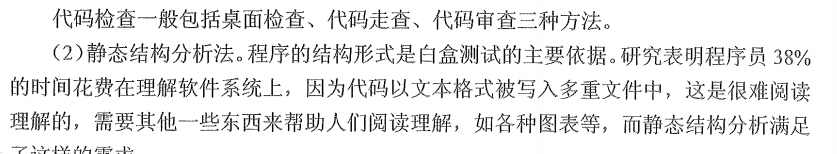 代码检查一般包括桌面检查、代码走查、代码审查三种方法。
(2)静态结构分析法。程序的结构形式是白盒测试的主要依据。研究表明程序员38%
的时间花费在理解软件系统上，因为代码以文本格式被写入多重文件中，这是很难阅读
理解的，需要其他一些东西来帮助人们阅读理解，如各种图表等，而静态结构分析满足
了这样的需求